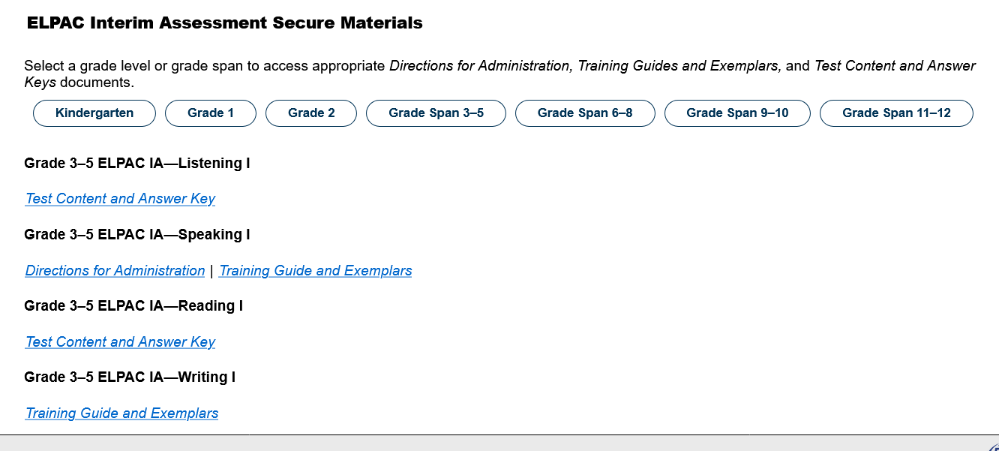 ELPAC Interim Assessment Secure Materials
Select a grade level or grade span to access appropriate Directions for Administration, Training Guides and Exemplars, and Test Content and Answer
Keys documents.
Kindergarten Grade 1 Grade 2 Grade Span 3–5 Grade Span 6–8 Grade Span 9–10 Grade Span 11–12
Grade 3–5 ELPAC IA—Listening I
Test Content and Answer Key
Grade 3–5 ELPAC IA—Speaking I
Directions for Administration | Training Guide and Exemplars
Grade 3–5 ELPAC IA—Reading I
Test Content and Answer Key
Grade 3–5 ELPAC IA—Writing I
Training Guide and Exemplars